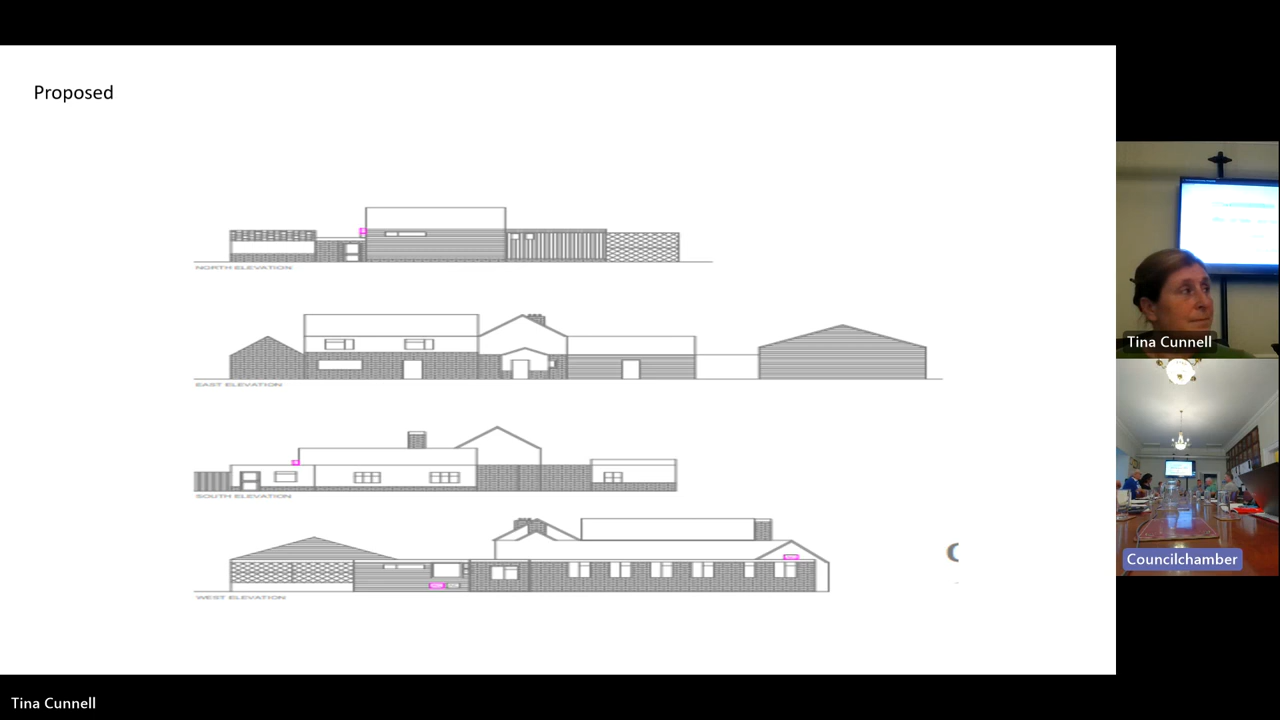 Proposed
NORTH ELEVATION
EAST ELEVATION
SOUTH ELEVATION
WEST ELEVATION
Tina Cunnell
Councilchamber
Tina Cunnell